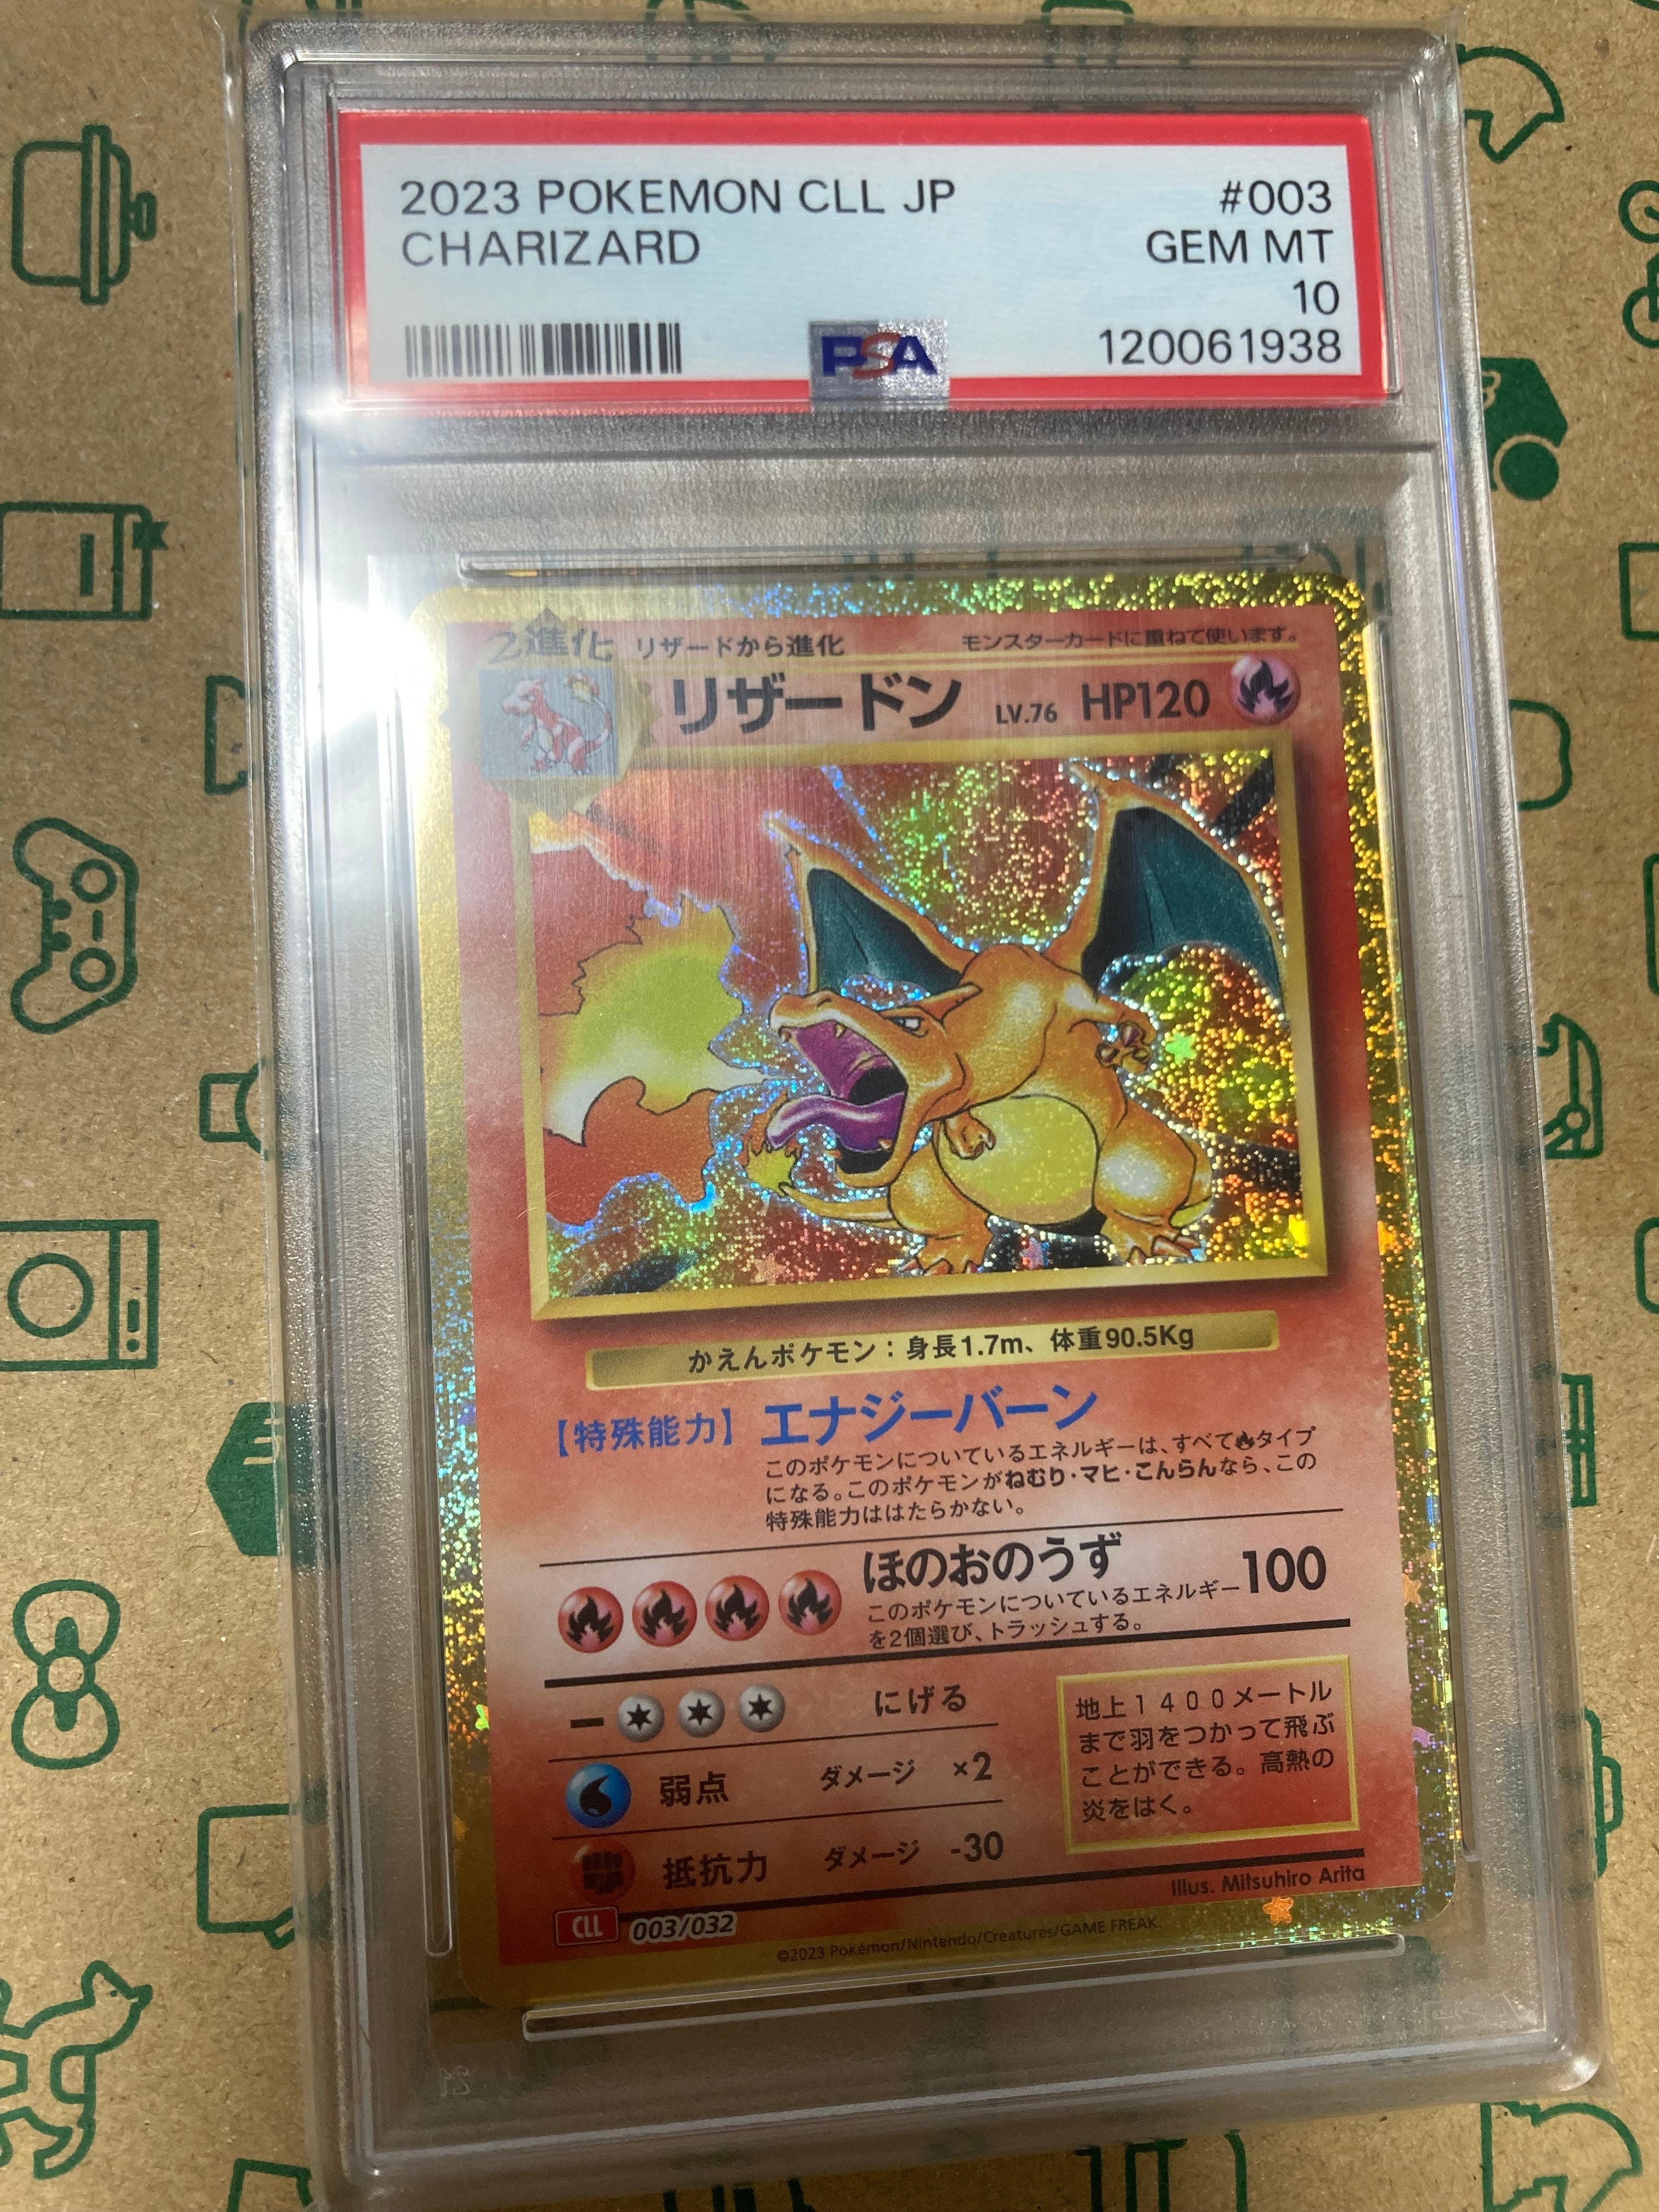 2023 POKEMON CLL JP #003
CHARIZARD GEM MT
10
PSA 120061938
2進化 リザードから進化 モンスターカードに重ねて使います。
リザードン LV.76 HP120
かえんポケモン：身長1.7m、体重90.5Kg
【特殊能力】エナジーバーン
このポケモンについているエネルギーは、すべてタイプ
になる。このポケモンがねむり・マヒ・こんらんなら、この
特殊能力ははたらかない。
ほのおのうず 100
このポケモンについているエネルギー
を2個選び、トラッシュする。
にげる
弱点 ダメージ ×2
抵抗力 ダメージ -30
地上１４００メートル
まで羽をつかって飛ぶ
ことができる。高熱の
炎をはく。
Illus. Mitsuhiro Arita
CLL 003/032
©2023 Pokémon/Nintendo/Creatures/GAME FREAK.